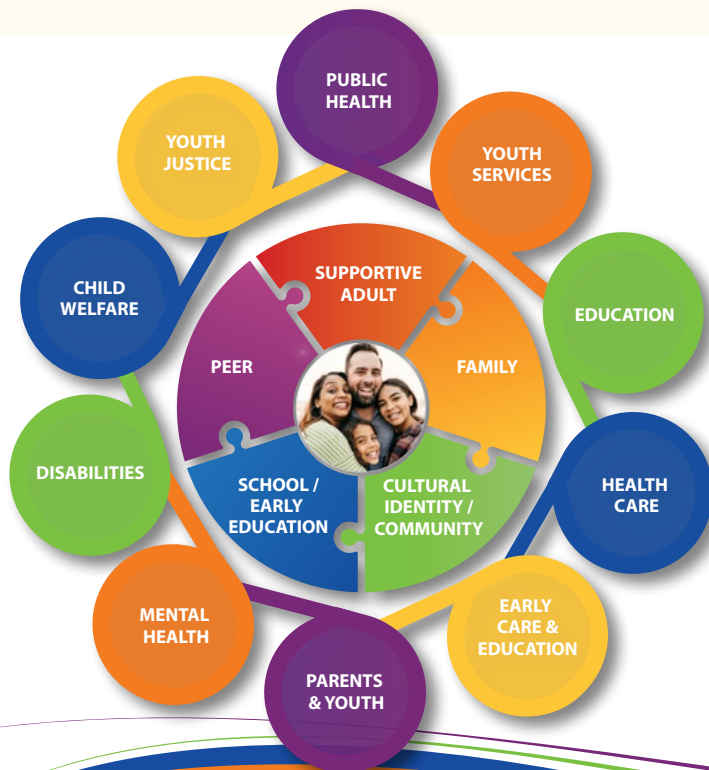 PUBLIC
HEALTH
YOUTH
SERVICES
EDUCATION
HEALTH
CARE
EARLY
CARE &
EDUCATION
PARENTS
& YOUTH
MENTAL
HEALTH
DISABILITIES
CHILD
WELFARE
YOUTH
JUSTICE
SUPPORTIVE
ADULT
FAMILY
CULTURAL
IDENTITY /
COMMUNITY
SCHOOL /
EARLY
EDUCATION
PEER